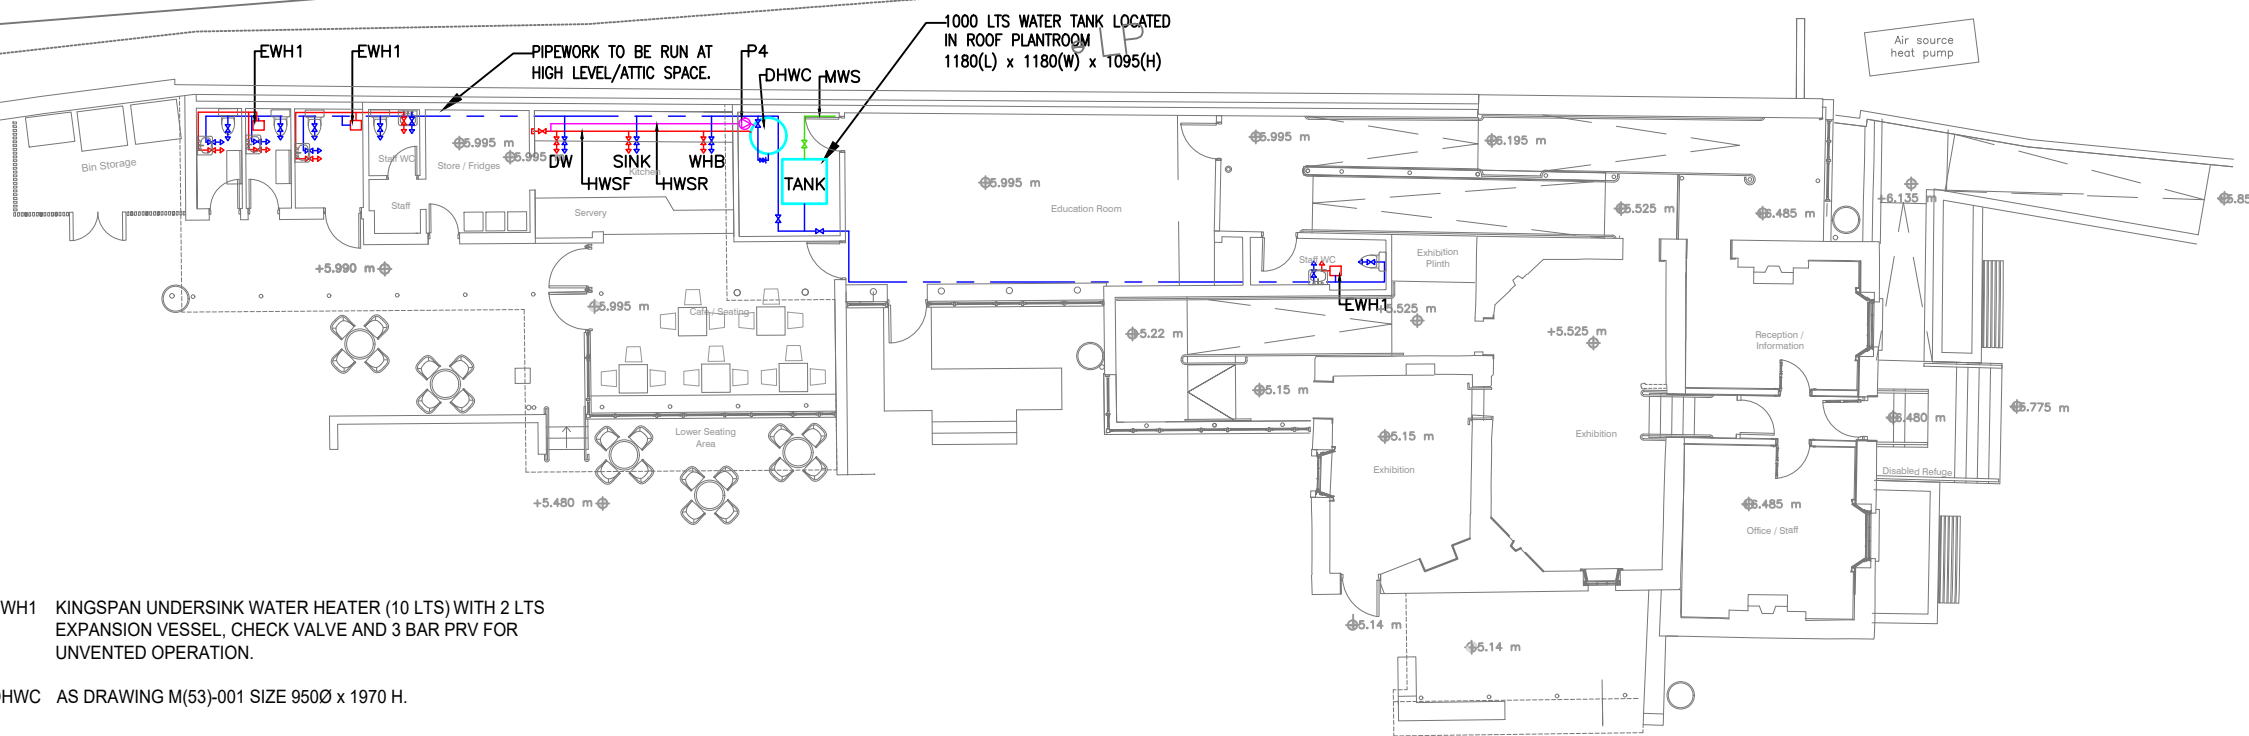 1000 LTS WATER TANK LOCATED
IN ROOF PLANTROOM
1180(L) x 1180(W) x 1095(H)
LP
Air source
heat pump
EWH1
EWH1
PIPEWORK TO BE RUN AT
HIGH LEVEL/ATTIC SPACE.
P4
DHWC
MWS
Bin Storage
Staff WC
Staff
5.995 m
Store / Fridges
5.995 m
DW
SINK
WHB
Kitchen
HWSF
HWSR
TANK
Servery
5.995 m
Education Room
5.995 m
6.195 m
5.525 m
6.485 m
+6.135 m
5.85
+5.990 m
5.995 m
Cafe / Seating
Staff WC
Exhibition
Plinth
EWH1
+5.525 m
5.22 m
+5.525 m
Reception /
Information
5.15 m
6.480 m
5.775 m
Lower Seating
Area
5.15 m
Exhibition
Exhibition
Disabled Refuge
+5.480 m
6.485 m
Office / Staff
5.14 m
5.14 m
WH1 KINGSPAN UNDERSINK WATER HEATER (10 LTS) WITH 2 LTS
EXPANSION VESSEL, CHECK VALVE AND 3 BAR PRV FOR
UNVENTED OPERATION.
HWC AS DRAWING M(53)-001 SIZE 950Ø x 1970 H.